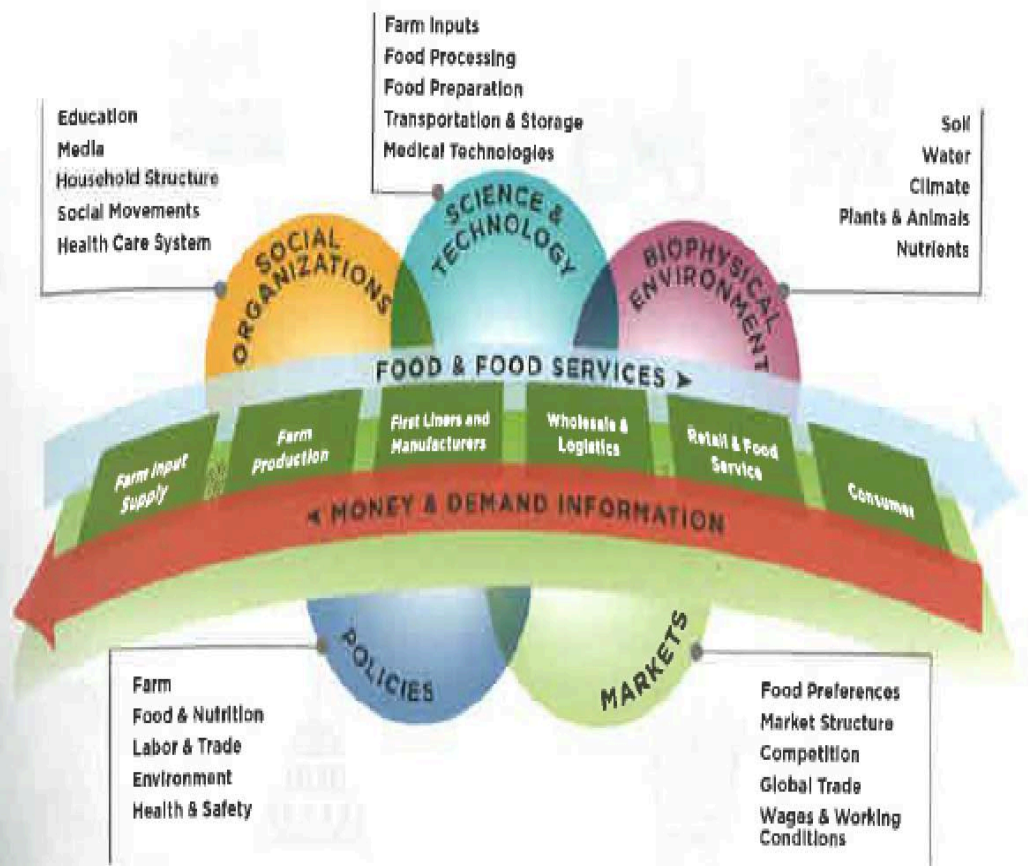 Farm Inputs
Food Processing
Food Preparation
Transportation & Storage
Medical Technologies
Education
Media
Household Structure
Social Movements
Health Care System
Soil
Water
Climate
Plants & Animals
Nutrients
SOCIAL
ORGANIZATIONS
SCIENCE &
TECHNOLOGY
BIOPHYSICAL
ENVIRONMENT
FOOD & FOOD SERVICES ➤
Farm Input
Supply
Farm
Production
First Liners and
Manufacturers
Wholesale &
Logistics
Retail & Food
Service
Consumer
◄ MONEY & DEMAND INFORMATION
POLICIES
MARKETS
Farm
Food & Nutrition
Labor & Trade
Environment
Health & Safety
Food Preferences
Market Structure
Competition
Global Trade
Wages & Working
Conditions